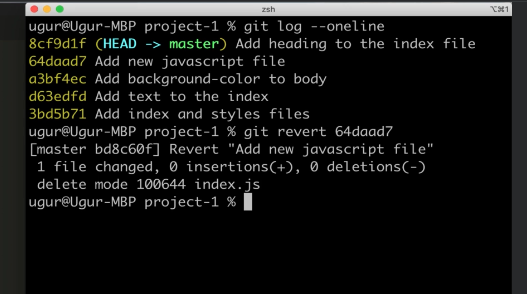 zsh
⌥⌘1
ugur@Ugur-MBP project-1 % git log --oneline
8cf9d1f (HEAD -> master) Add heading to the index file
64daad7 Add new javascript file
a3bf4ec Add background-color to body
d63edfd Add text to the index
3bd5b71 Add index and styles files
ugur@Ugur-MBP project-1 % git revert 64daad7
[master bd8c60f] Revert "Add new javascript file"
 1 file changed, 0 insertions(+), 0 deletions(-)
 delete mode 100644 index.js
ugur@Ugur-MBP project-1 %